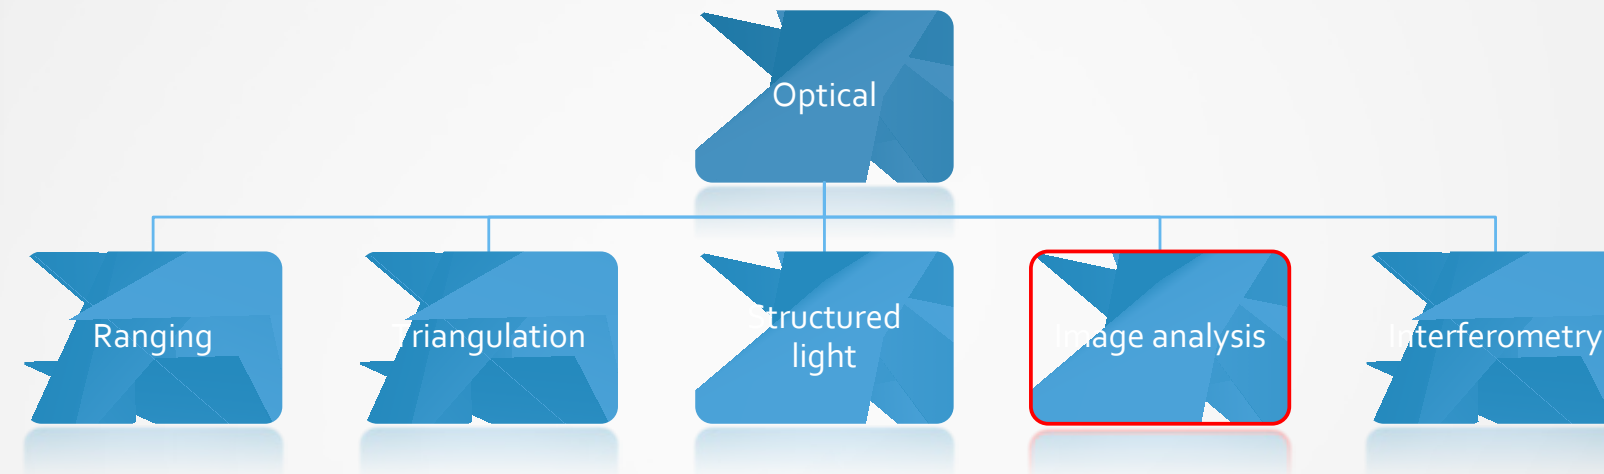 Optical
Ranging
Triangulation
Structured
light
Image analysis
Interferometry